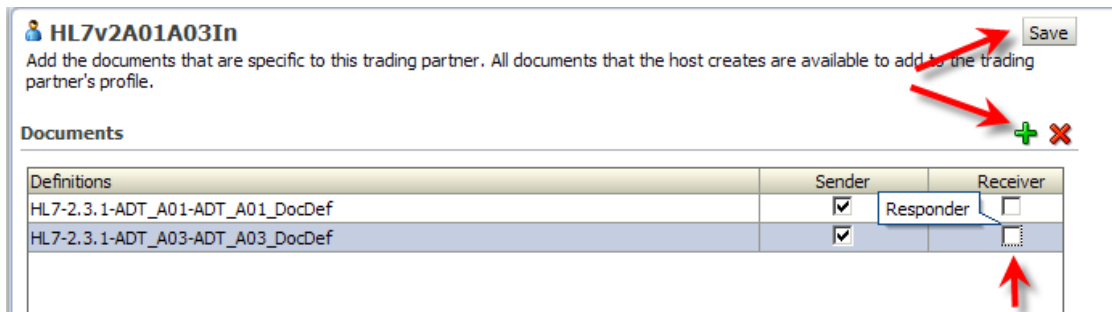 HL7v2A01A03In
Save
Add the documents that are specific to this trading partner. All documents that the host creates are available to add to the trading
partner's profile.
Documents
Definitions Sender Receiver
HL7-2.3.1-ADT_A01-ADT_A01_DocDef
Responder
HL7-2.3.1-ADT_A03-ADT_A03_DocDef